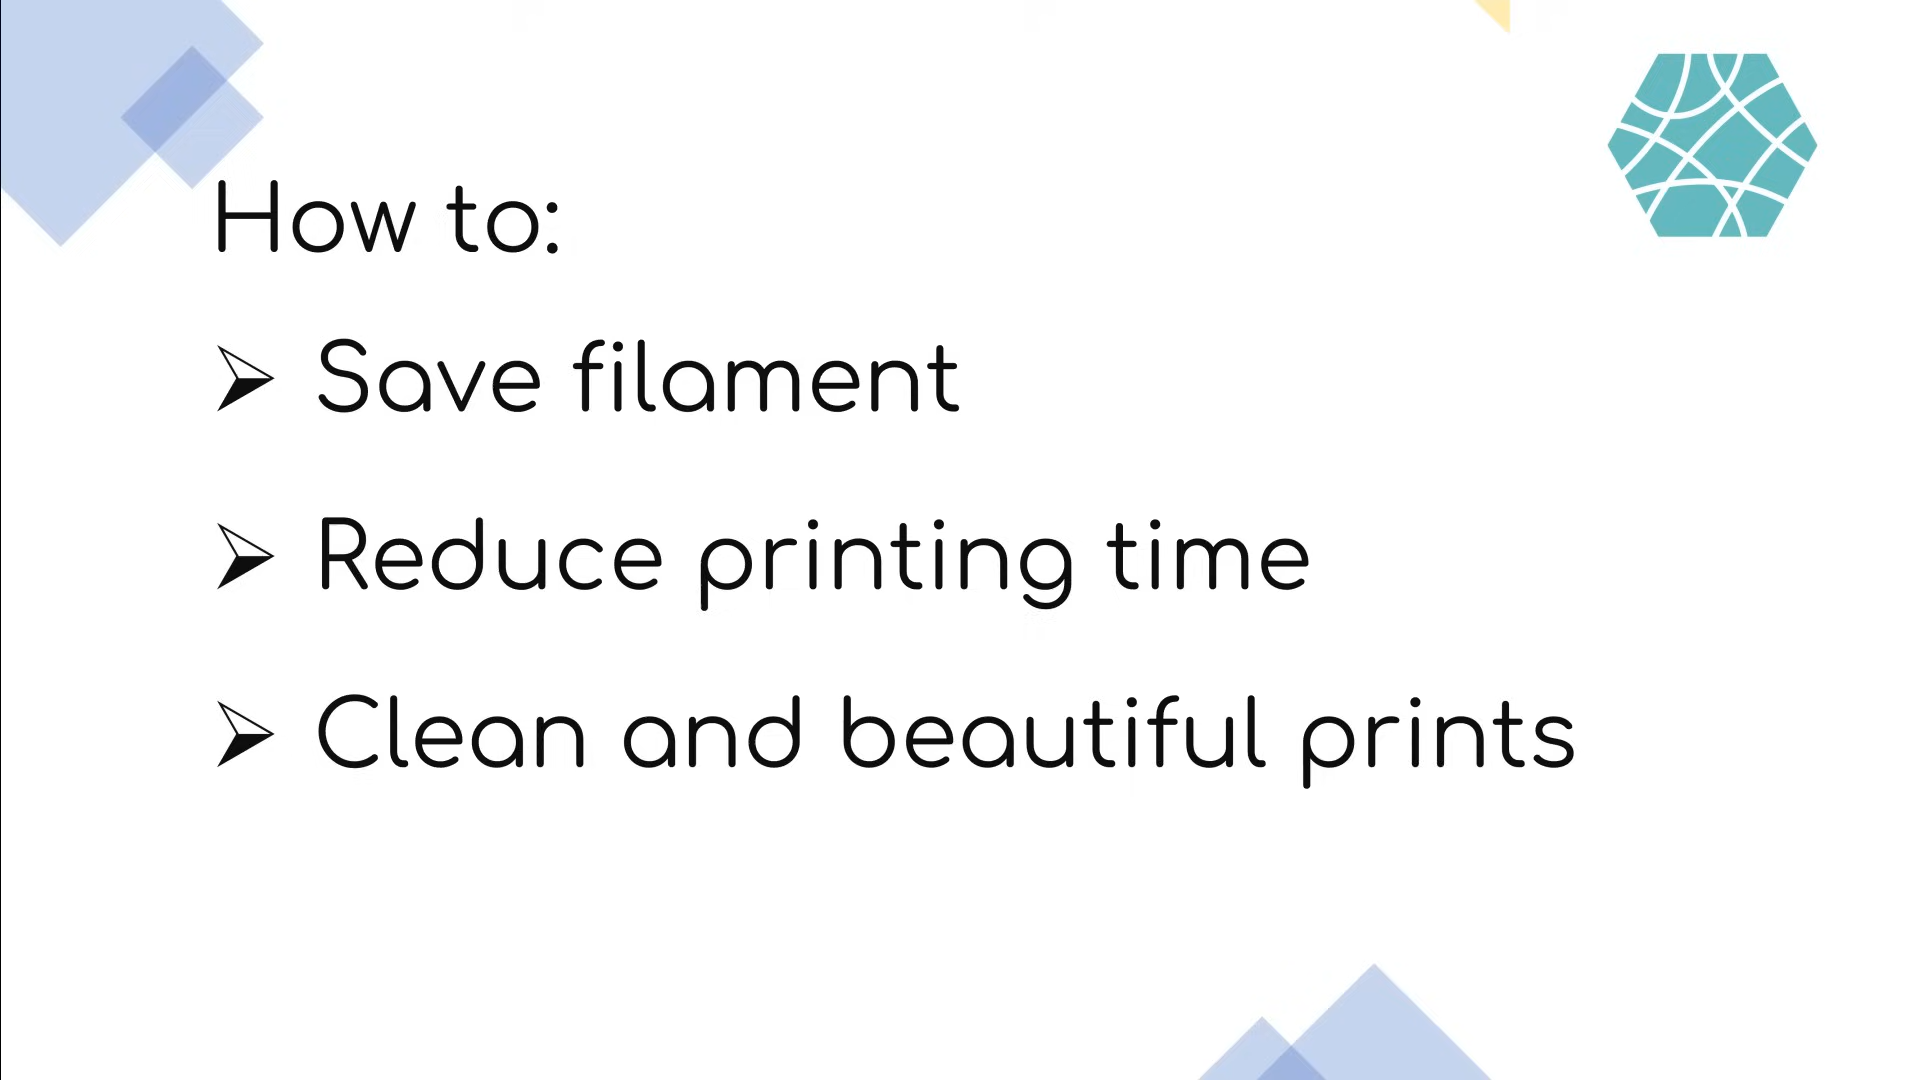 How to:
➢ Save filament
➢ Reduce printing time
➢ Clean and beautiful prints